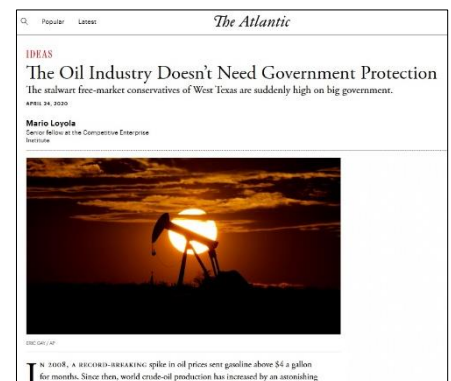 Popular Latest The Atlantic
IDEAS
The Oil Industry Doesn't Need Government Protection
The stalwart free-market conservatives of West Texas are suddenly high on big government.
APRIL 24, 2020
Mario Loyola
Senior fellow at the Competitive Enterprise
Institute
ERIC GAY / AP
IN 2008, A RECORD-BREAKING spike in oil prices sent gasoline above $4 a gallon
for months. Since then, world crude-oil production has increased by an astonishing